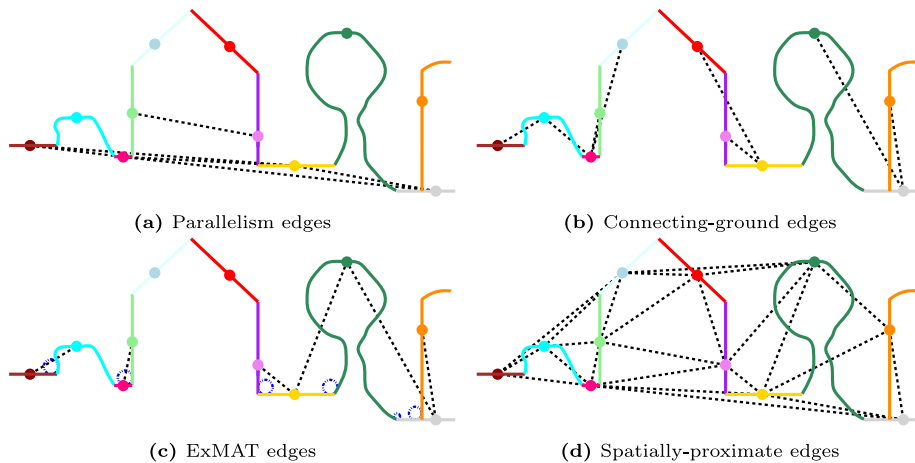 (a) Parallelism edges
(b) Connecting-ground edges
(c) ExMAT edges
(d) Spatially-proximate edges